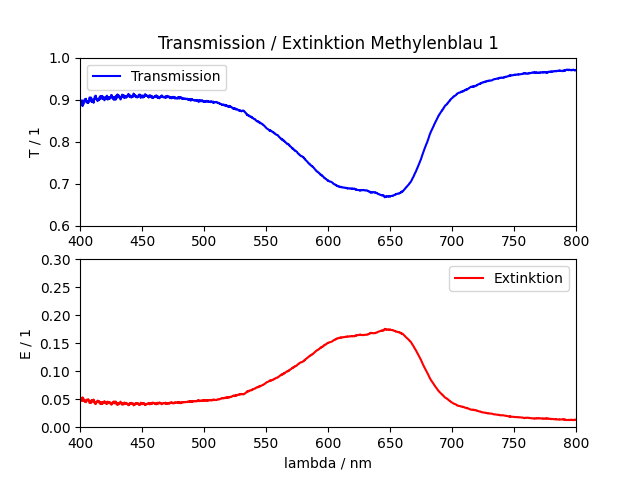 Transmission / Extinktion Methylenblau 1
1.0
0.9
0.8
0.7
0.6
T / 1
Transmission
400 450 500 550 600 650 700 750 800
0.30
0.25
0.20
0.15
0.10
0.05
0.00
E / 1
Extinktion
400 450 500 550 600 650 700 750 800
lambda / nm